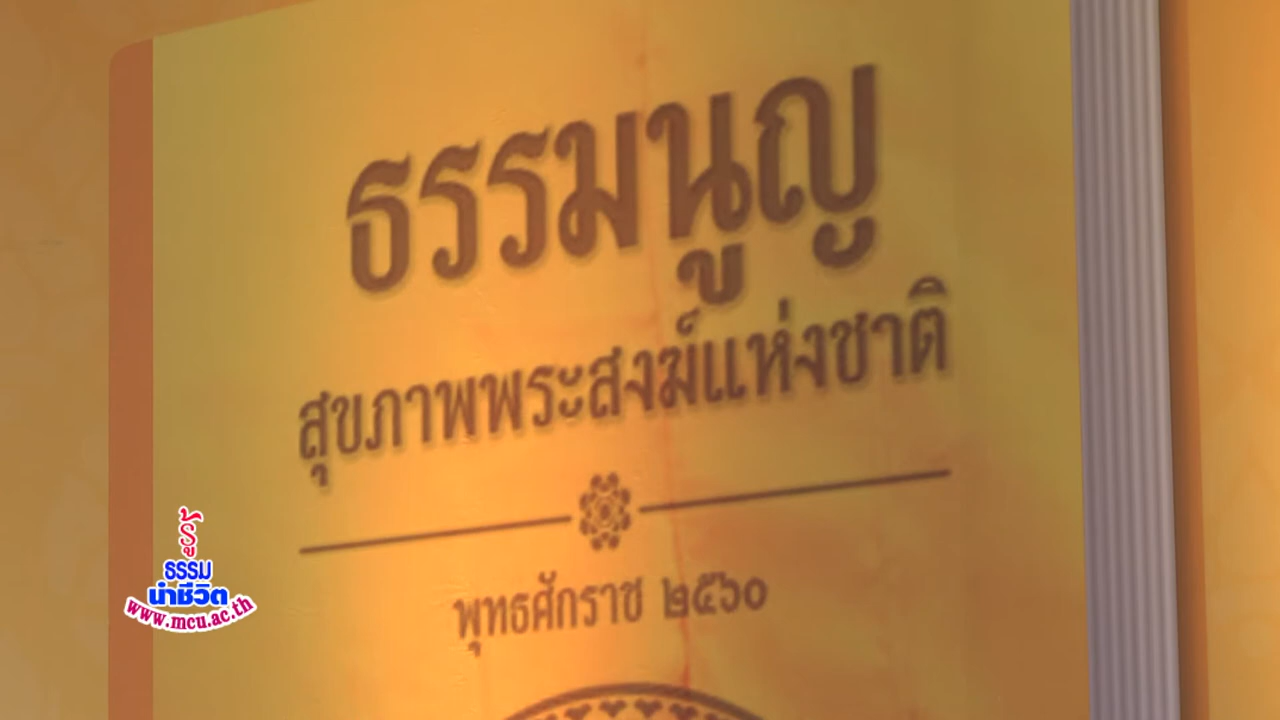 ธรรมนูญ
สุขภาพพระสงฆ์แห่งชาติ
พุทธศักราช ๒๕๖๐
รู้
ธรรม
นำชีวิต
www.mcu.ac.th